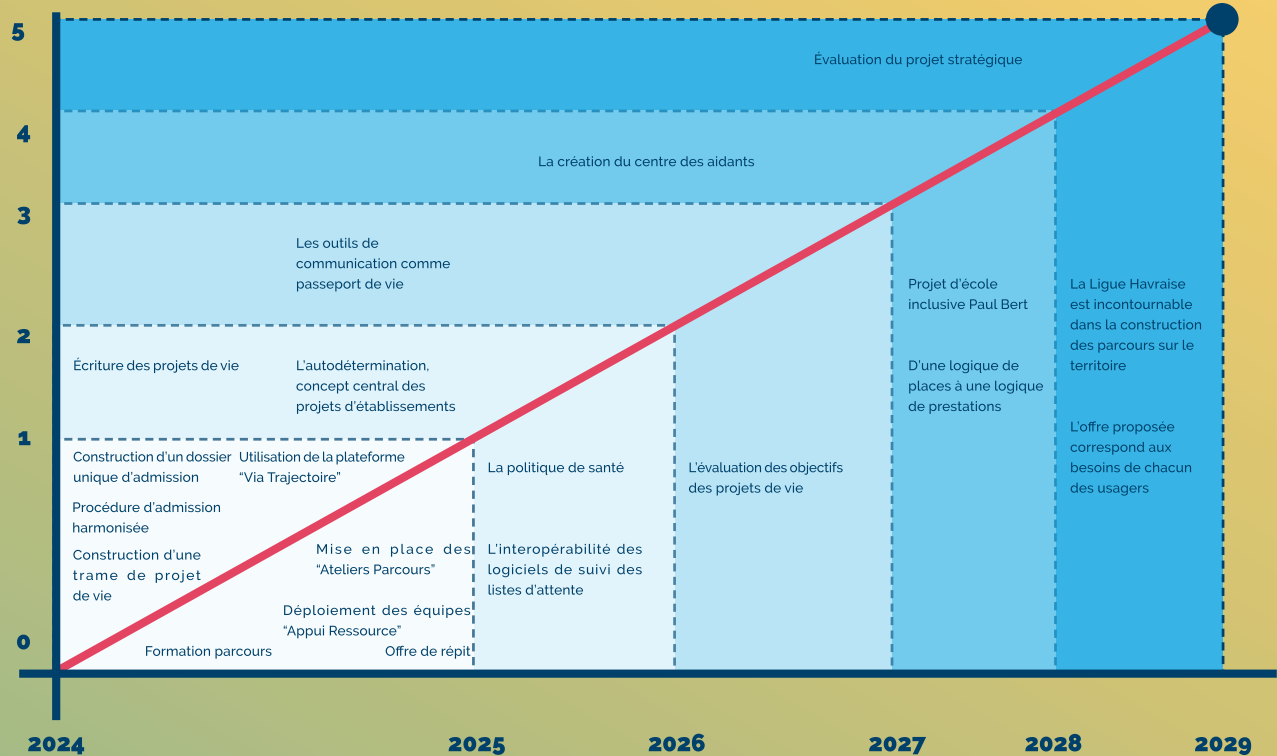 5
Évaluation du projet stratégique
4
La création du centre des aidants
3
Les outils de
communication comme
passeport de vie
Projet d'école
inclusive Paul Bert
La Ligue Havraise
est incontournable
dans la construction
des parcours sur le
territoire
2
Écriture des projets de vie
L'autodétermination,
concept central des
projets d'établissements
D'une logique de
places à une logique
de prestations
L'offre proposée
correspond aux
besoins de chacun
des usagers
1
Construction d'un dossier
unique d'admission
Utilisation de la plateforme
“Via Trajectoire”
La politique de santé
L'évaluation des objectifs
des projets de vie
Procédure d'admission
harmonisée
Construction d'une
trame de projet
de vie
Mise en place des
“Ateliers Parcours”
L'interopérabilité des
logiciels de suivi des
listes d'attente
Déploiement des équipes
“Appui Ressource”
0
Formation parcours
Offre de répit
2024
2025
2026
2027
2028
2029